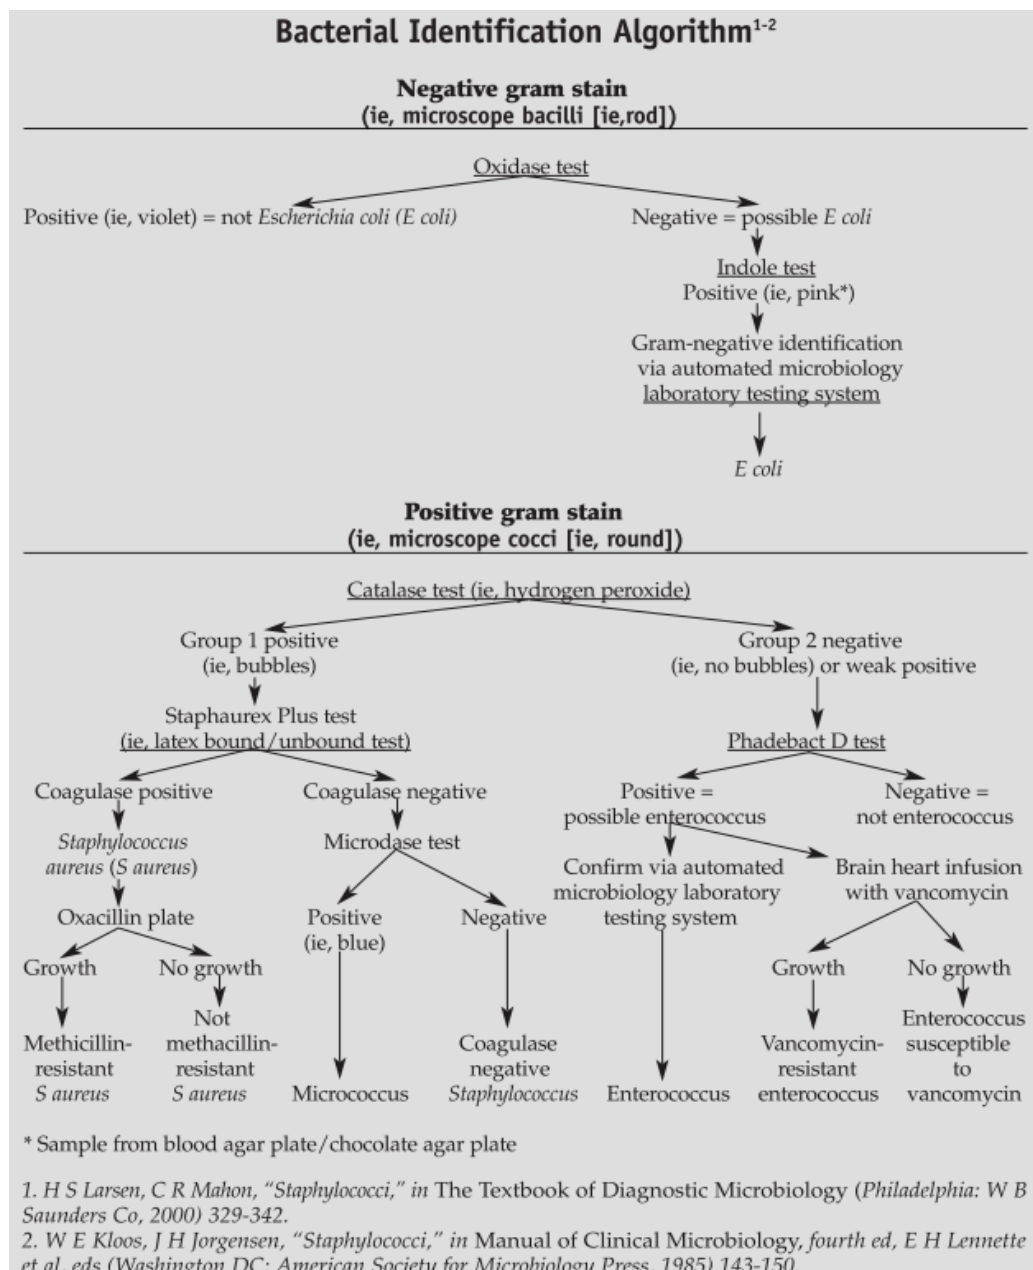 Bacterial Identification Algorithm1-2
Negative gram stain
(ie, microscope bacilli [ie,rod])
Oxidase test
Positive (ie, violet) = not Escherichia coli (E coli)
Negative = possible E coli
Indole test
Positive (ie, pink*)
Gram-negative identification
via automated microbiology
laboratory testing system
E coli
Positive gram stain
(ie, microscope cocci [ie, round])
Catalase test (ie, hydrogen peroxide)
Group 1 positive
(ie, bubbles)
Group 2 negative
(ie, no bubbles) or weak positive
Staphaurex Plus test
(ie, latex bound/unbound test)
Phadebact D test
Coagulase positive
Coagulase negative
Positive =
possible enterococcus
Negative =
not enterococcus
Staphylococcus
aureus (S aureus)
Microdase test
Confirm via automated
microbiology laboratory
testing system
Brain heart infusion
with vancomycin
Oxacillin plate
Positive
(ie, blue)
Negative
Growth
No growth
Growth
No growth
Methicillin-
resistant
S aureus
Not
methacillin-
resistant
S aureus
Micrococcus
Coagulase
negative
Staphylococcus
Enterococcus
Vancomycin-
resistant
enterococcus
Enterococcus
susceptible
to
vancomycin
* Sample from blood agar plate/chocolate agar plate
1. H S Larsen, C R Mahon, “Staphylococci,” in The Textbook of Diagnostic Microbiology (Philadelphia: W B
Saunders Co, 2000) 329-342.
2. W E Kloos, J H Jorgensen, “Staphylococci,” in Manual of Clinical Microbiology, fourth ed, E H Lennette
et al, eds (Washington DC: American Society for Microbiology Press, 1985) 143-150.